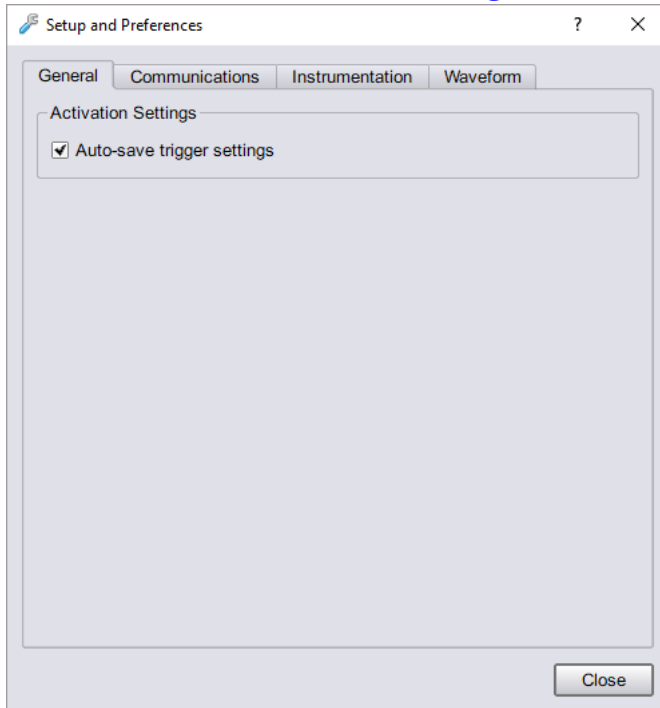 Setup and Preferences ? ×
General Communications Instrumentation Waveform
Activation Settings
Auto-save trigger settings
Close